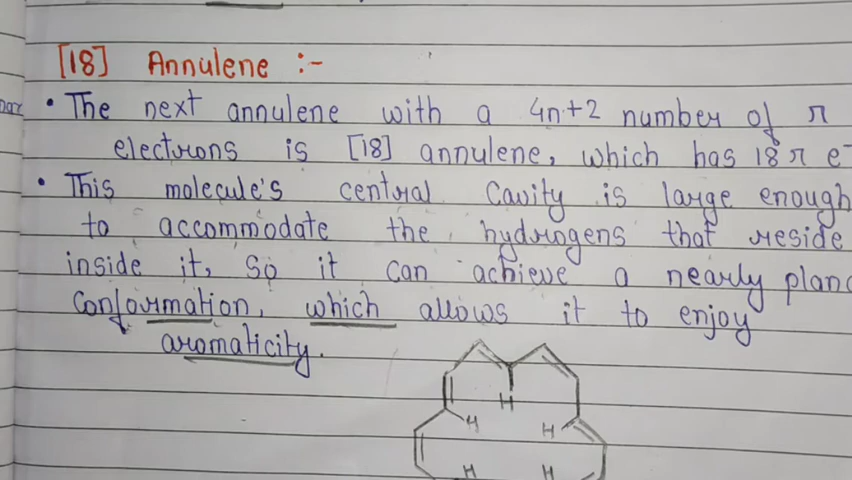 [18] Annulene :-
• The next annulene with a 4n+2 number of π
electrons is [18] annulene, which has 18 π e⁻
• This molecule's central cavity is large enough
to accommodate the hydrogens that reside
inside it, so it can achieve a nearly plana
conformation, which allows it to enjoy
aromaticity.
H
H
H
H
H